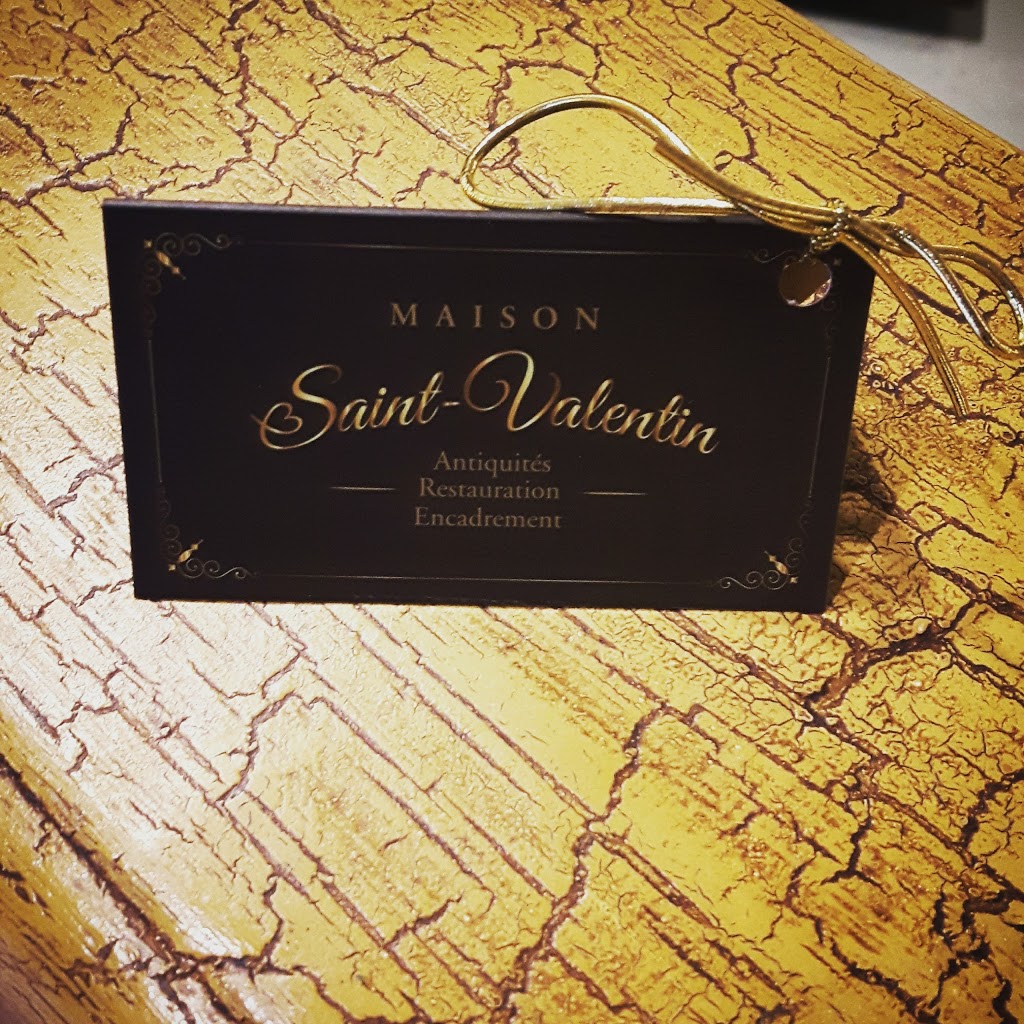 MAISON
Saint-Valentin
Antiquités
Restauration
Encadrement